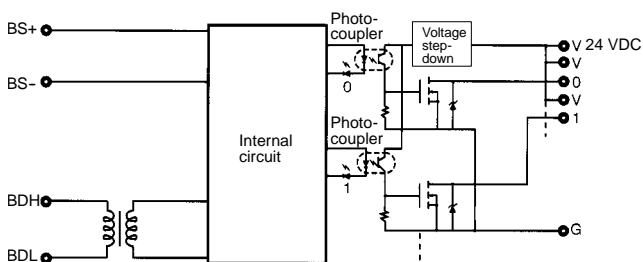 BS+
BS−
BDH
BDL
Internal
circuit
Photo-
coupler
0
Photo-
coupler
1
Voltage
step-
down
V 24 VDC
V
0
V
1
G